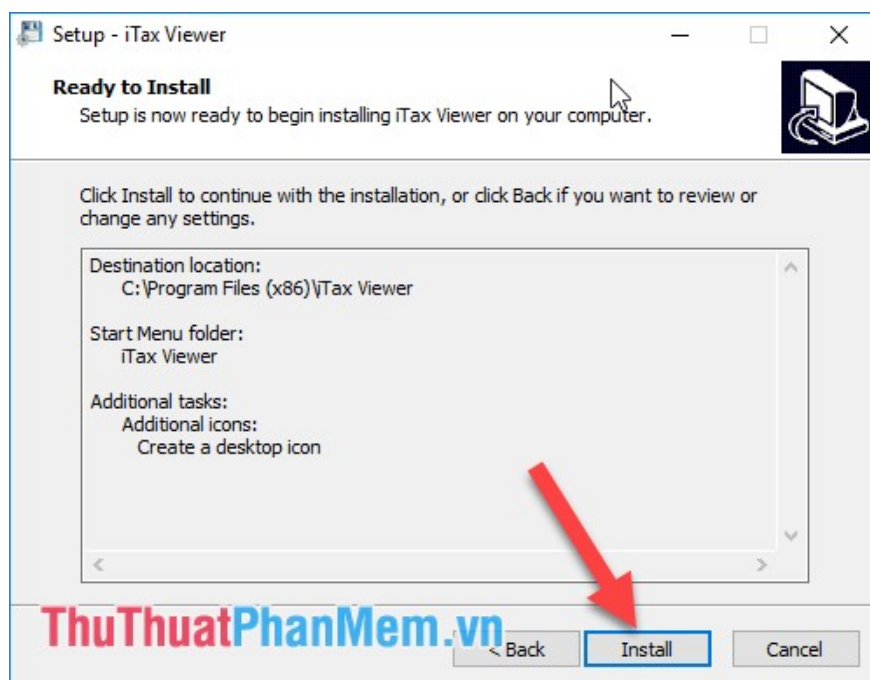 Setup - iTax Viewer
Ready to Install
Setup is now ready to begin installing iTax Viewer on your computer.
Click Install to continue with the installation, or click Back if you want to review or
change any settings.
Destination location:
C:\Program Files (x86)\iTax Viewer
Start Menu folder:
iTax Viewer
Additional tasks:
Additional icons:
Create a desktop icon
ThuThuatPhanMem.vn
< Back Install Cancel